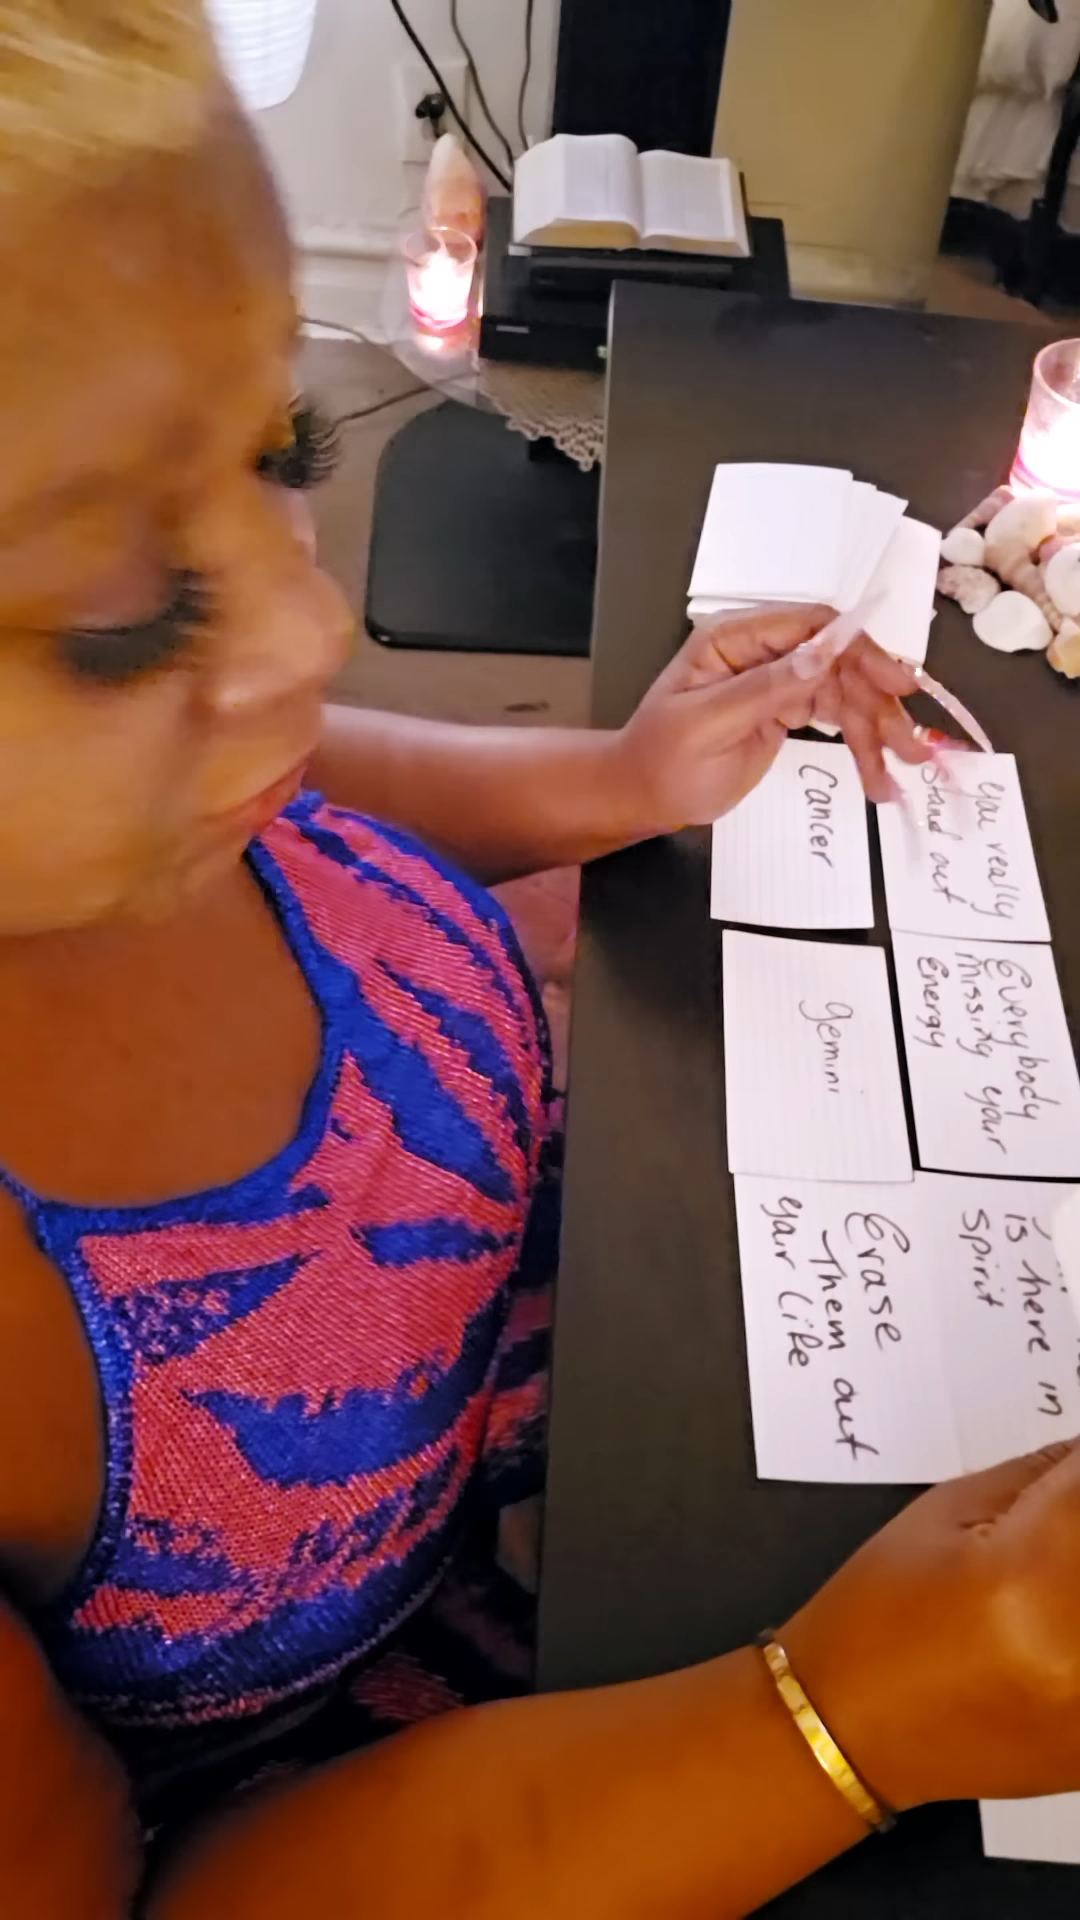 Cancer
you really
stand out
gemini
Everybody
missing your
Energy
Erase
Them out
your life
is here in
spirit